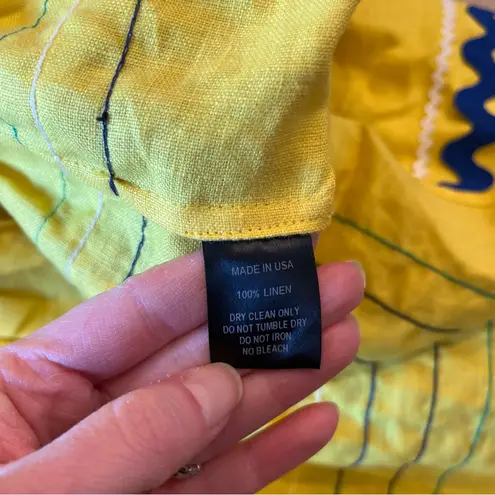 MADE IN USA
100% LINEN
DRY CLEAN ONLY
DO NOT TUMBLE DRY
DO NOT IRON
NO BLEACH